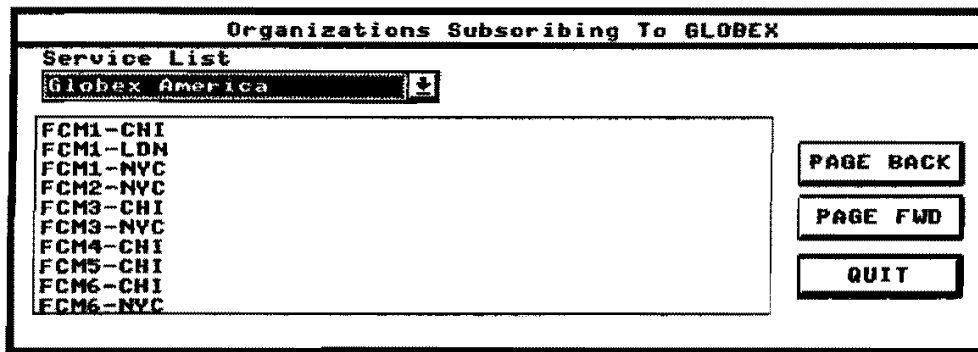 Organizations Subscribing To GLOBEX
Service List
Globex America
FCM1-CHI
FCM1-LDN
FCM1-NYC
FCM2-NYC
FCM3-CHI
FCM3-NYC
FCM4-CHI
FCM5-CHI
FCM6-CHI
FCM6-NYC
PAGE BACK
PAGE FWD
QUIT